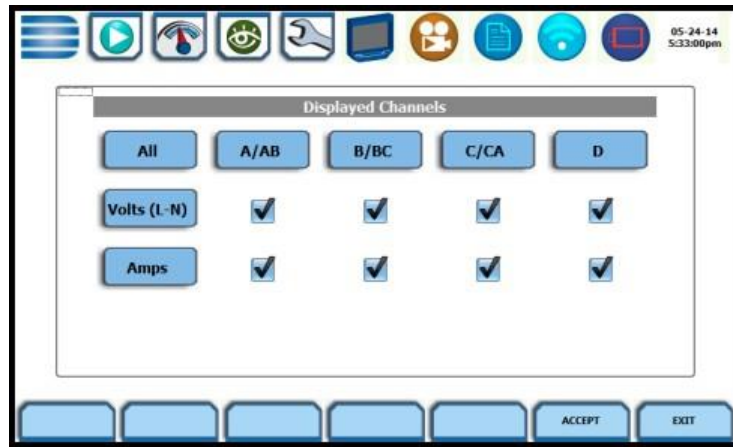 05-24-14
5:33:00pm
Displayed Channels
All A/AB B/BC C/CA D
Volts (L-N)
Amps
ACCEPT EXIT